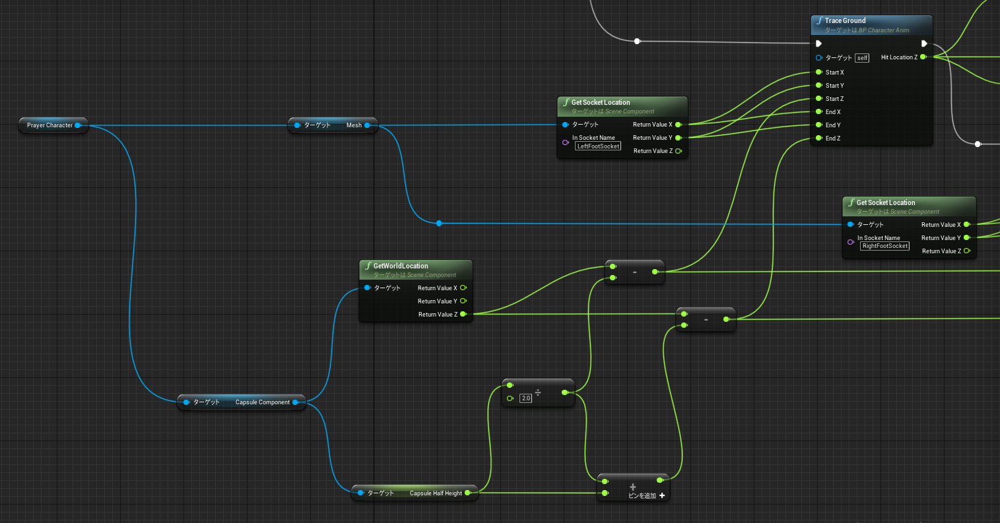 Trace Ground
ターゲットは BP Character Anim
ターゲット self Hit Location Z
Start X
Start Y
Start Z
End X
End Y
End Z
Get Socket Location
ターゲットは Scene Component
ターゲット Return Value X
In Socket Name Return Value Y
LeftFootSocket
Return Value Z
Prayer Character
ターゲット Mesh
Get Socket Location
ターゲットは Scene Component
ターゲット Return Value X
In Socket Name Return Value Y
RightFootSocket
Return Value Z
GetWorldLocation
ターゲットは Scene Component
ターゲット Return Value X
Return Value Y
Return Value Z
-
-
2.0 ÷
ターゲット Capsule Component
ターゲット Capsule Half Height
+
ピンを追加 +